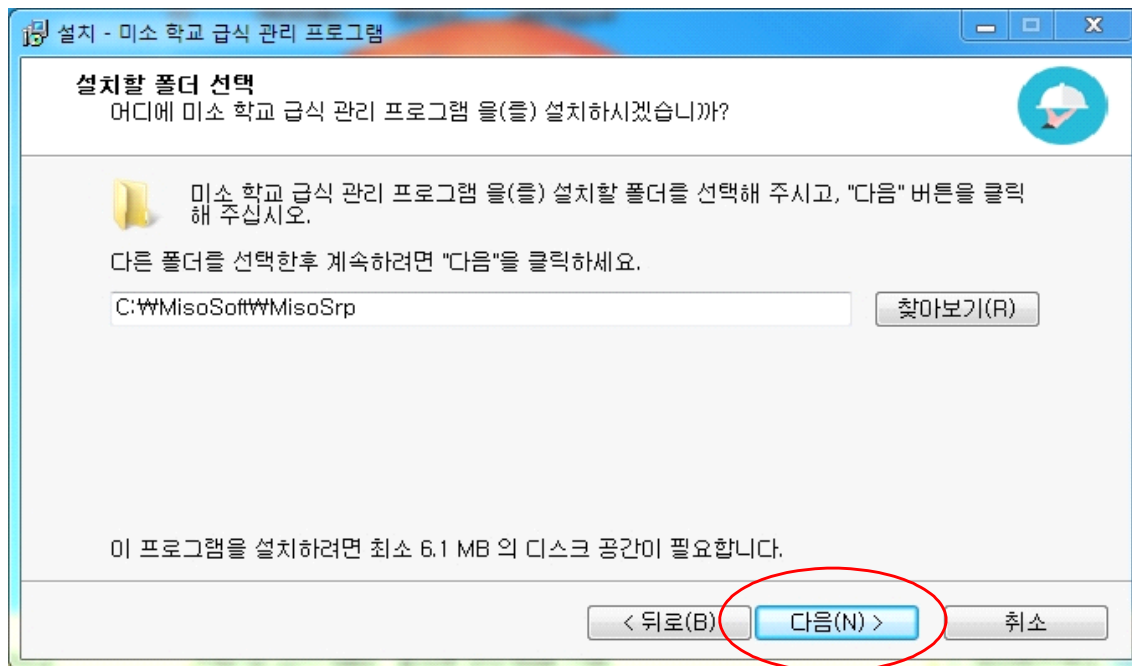 설치 - 미소 학교 급식 관리 프로그램
설치할 폴더 선택
어디에 미소 학교 급식 관리 프로그램 을(를) 설치하시겠습니까?
미소 학교 급식 관리 프로그램 을(를) 설치할 폴더를 선택해 주시고, "다음" 버튼을 클릭
해 주십시오.
다른 폴더를 선택한후 계속하려면 "다음"을 클릭하세요.
C:₩MisoSoft₩MisoSrp
찾아보기(R)
이 프로그램을 설치하려면 최소 6.1 MB 의 디스크 공간이 필요합니다.
< 뒤로(B) 다음(N) > 취소